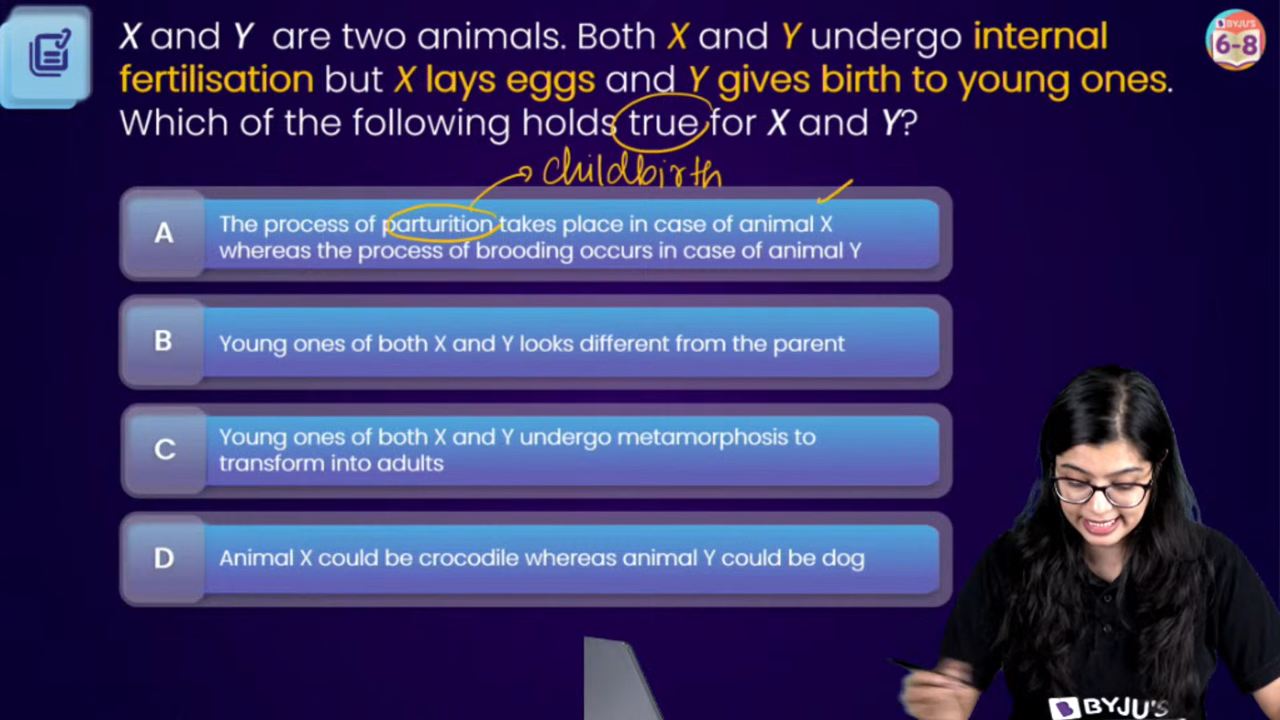 X and Y are two animals. Both X and Y undergo internal
BYJU'S
6-8
fertilisation but X lays eggs and Y gives birth to young ones.
Which of the following holds true for X and Y?
childbirth
A
The process of parturition takes place in case of animal X
whereas the process of brooding occurs in case of animal Y
B
Young ones of both X and Y looks different from the parent
C
Young ones of both X and Y undergo metamorphosis to
transform into adults
D
Animal X could be crocodile whereas animal Y could be dog
BYJU'S